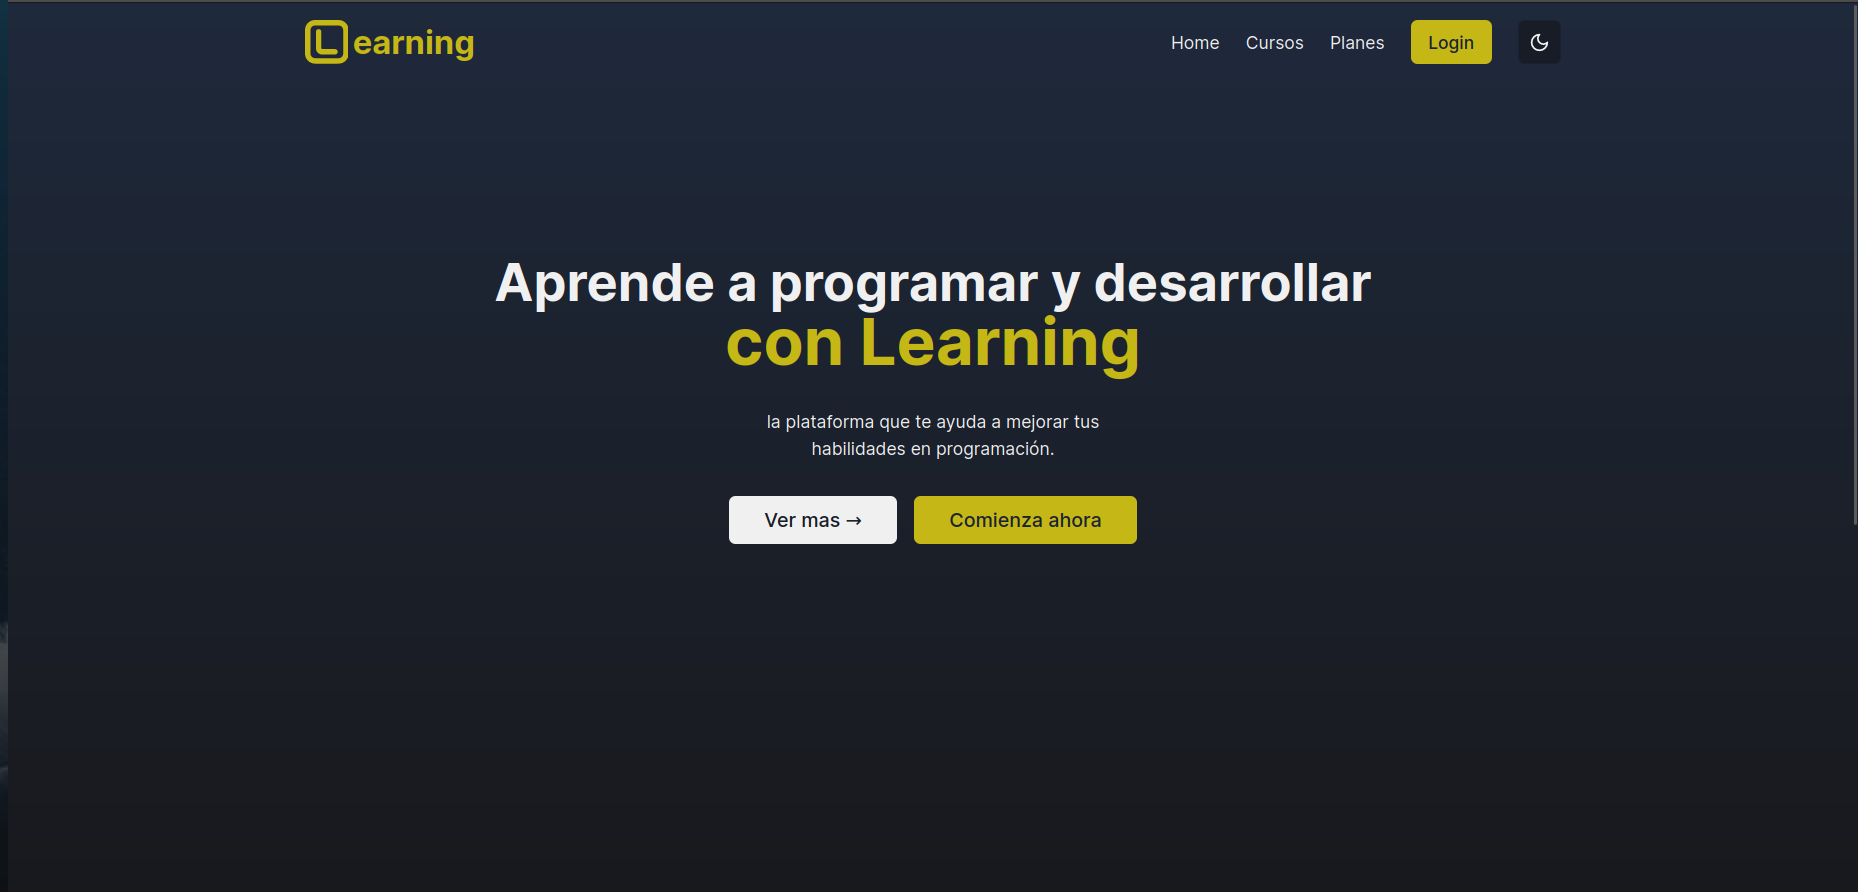 Learning
Home Cursos Planes Login
Aprende a programar y desarrollar
con Learning
la plataforma que te ayuda a mejorar tus
habilidades en programación.
Ver mas →
Comienza ahora